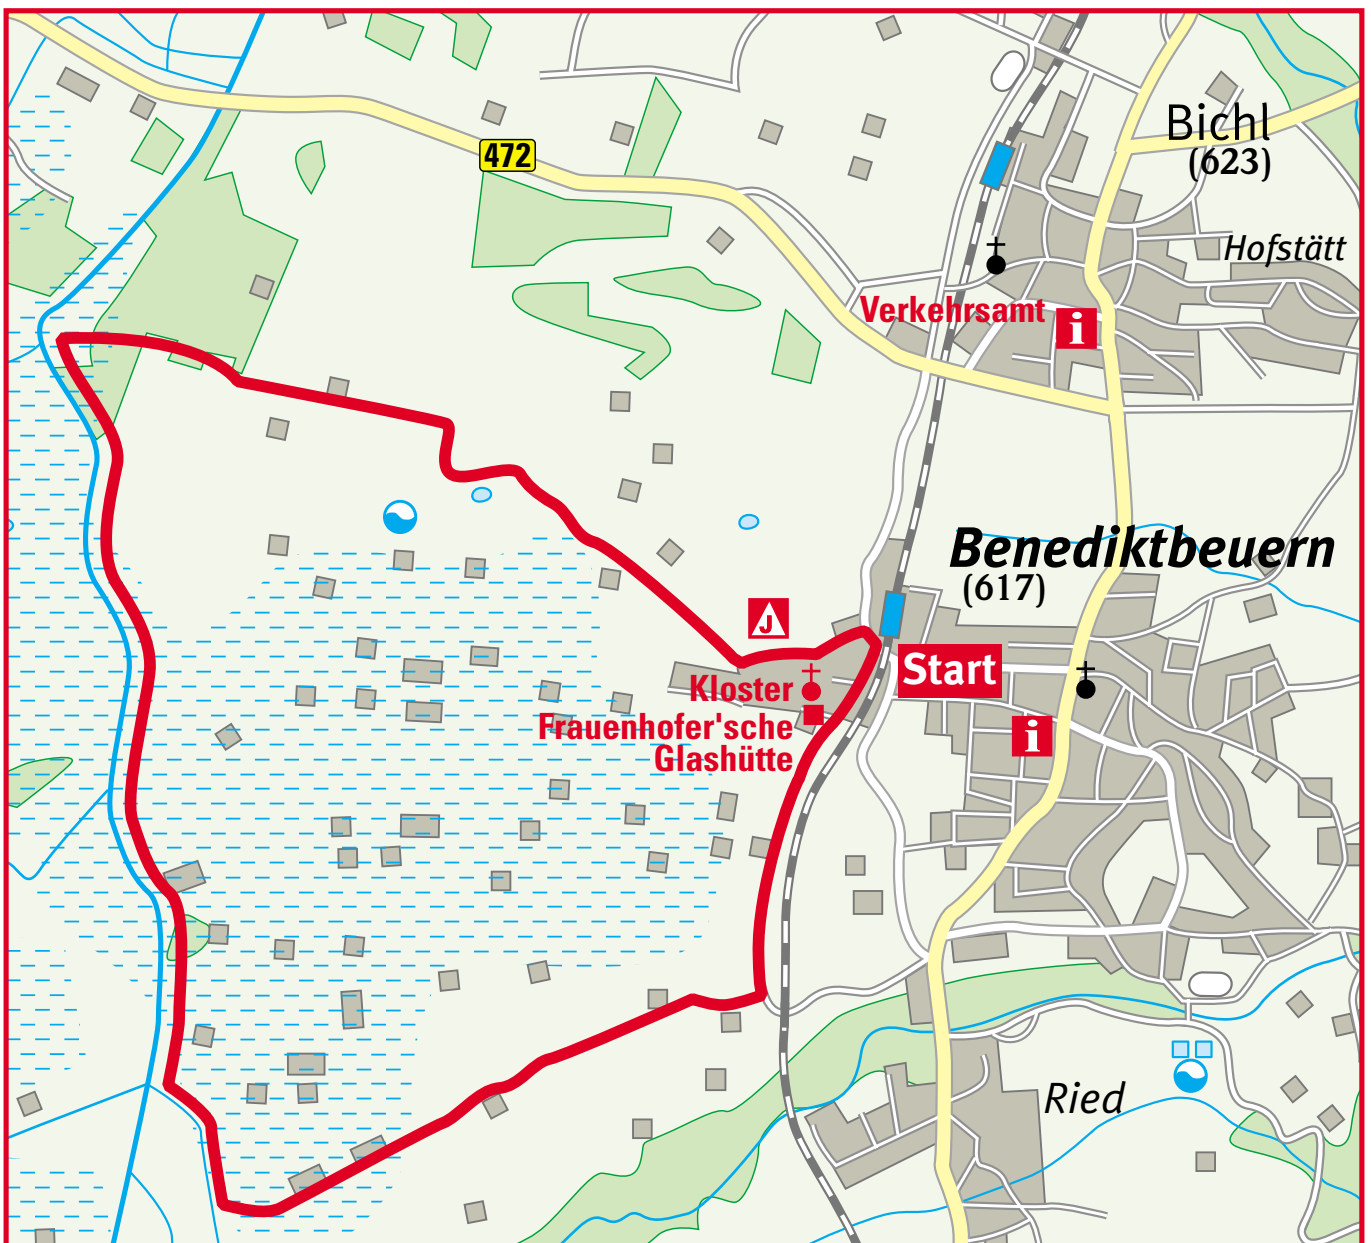 472
Bichl
(623)
Hofstätt
Verkehrsamt
i
Benediktbeuern
(617)
J
Start
Kloster
Frauenhofer'sche
Glashütte
i
Ried